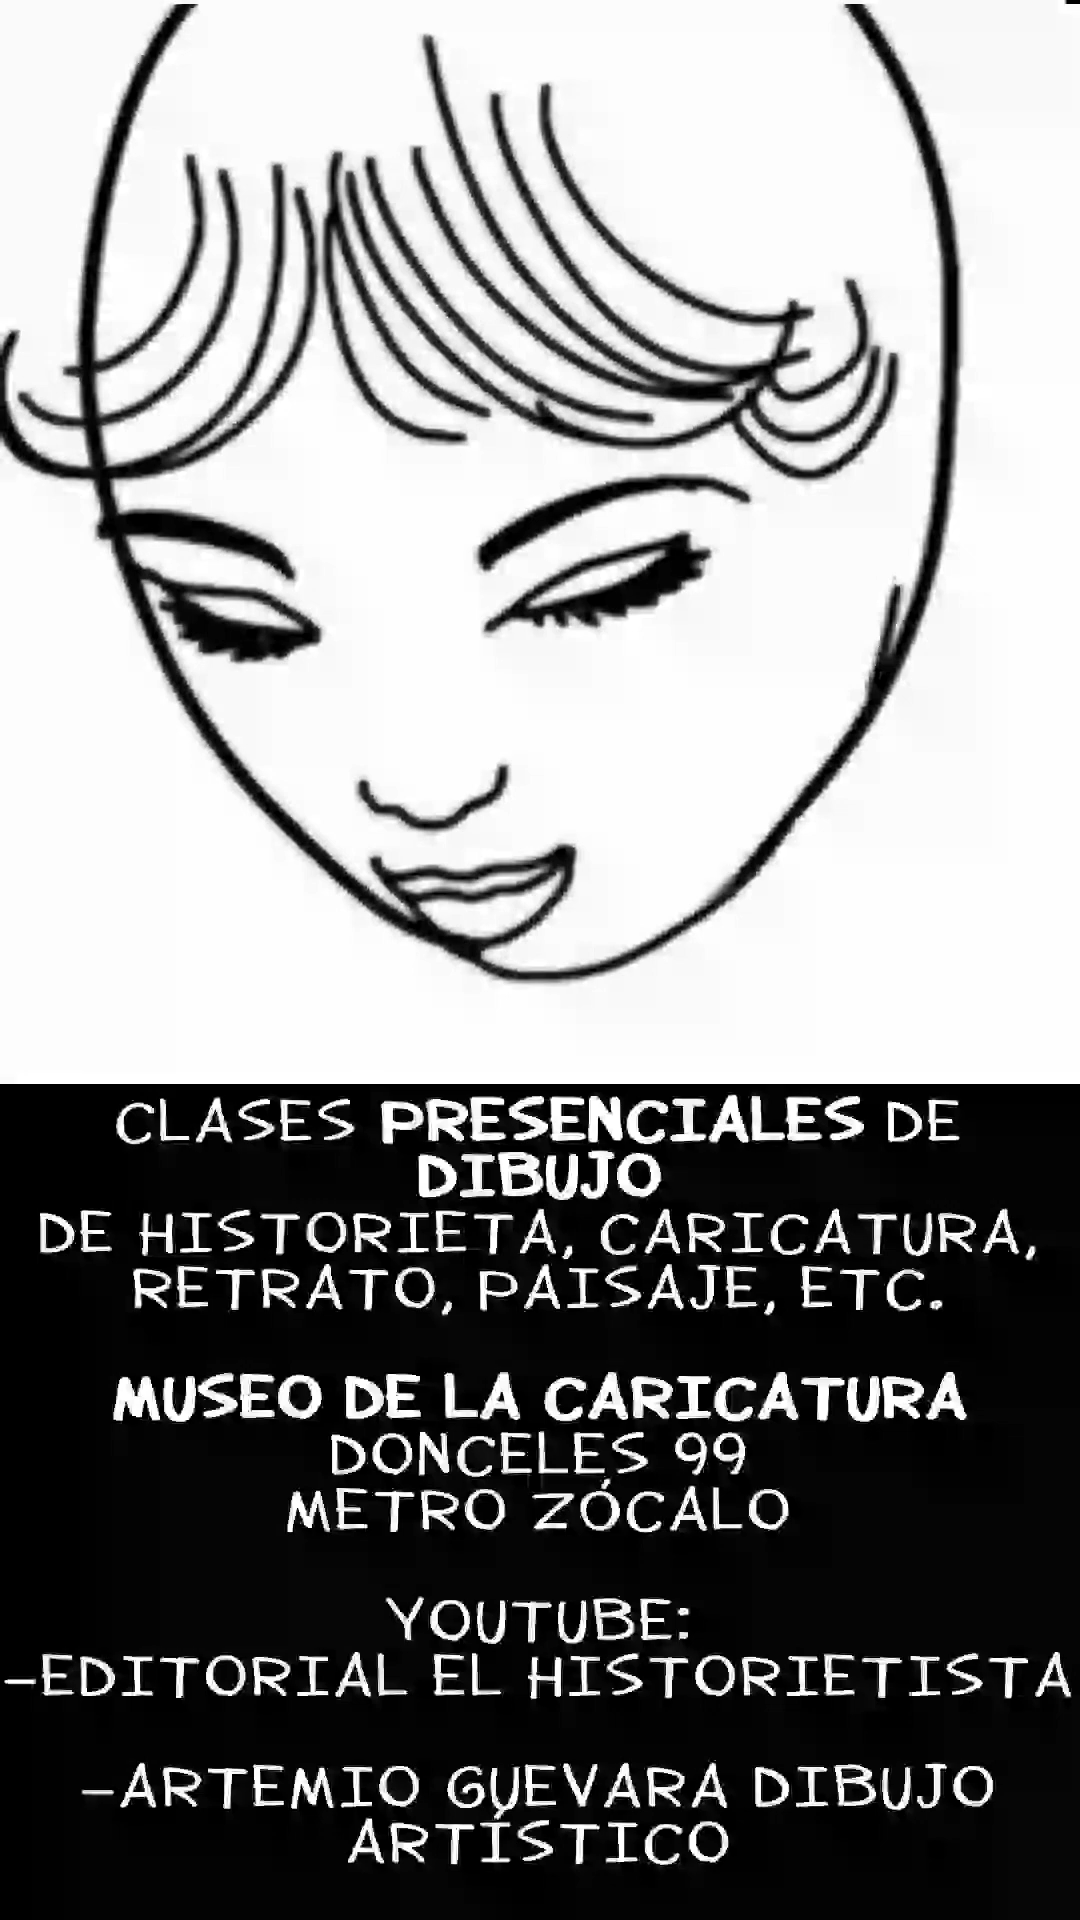 CLASES PRESENCIALES DE
DIBUJO
DE HISTORIETA, CARICATURA,
RETRATO, PAISAJE, ETC.
MUSEO DE LA CARICATURA
DONCELES 99
METRO ZÓCALO
YOUTUBE:
-EDITORIAL EL HISTORIETISTA
-ARTEMIO GUEVARA DIBUJO
ARTÍSTICO